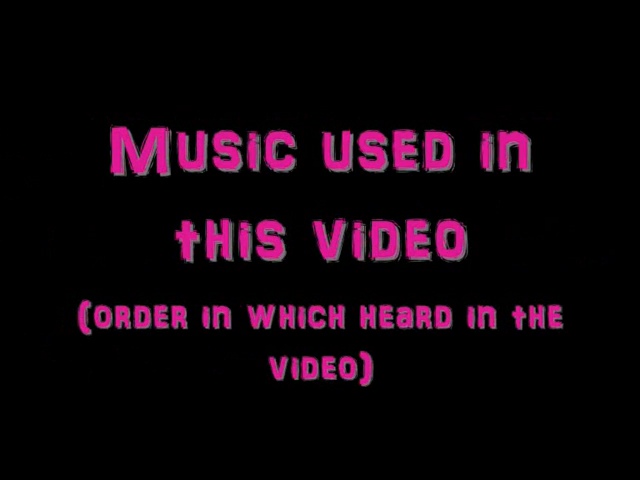 Music used in
this video
(order in which heard in the
video)